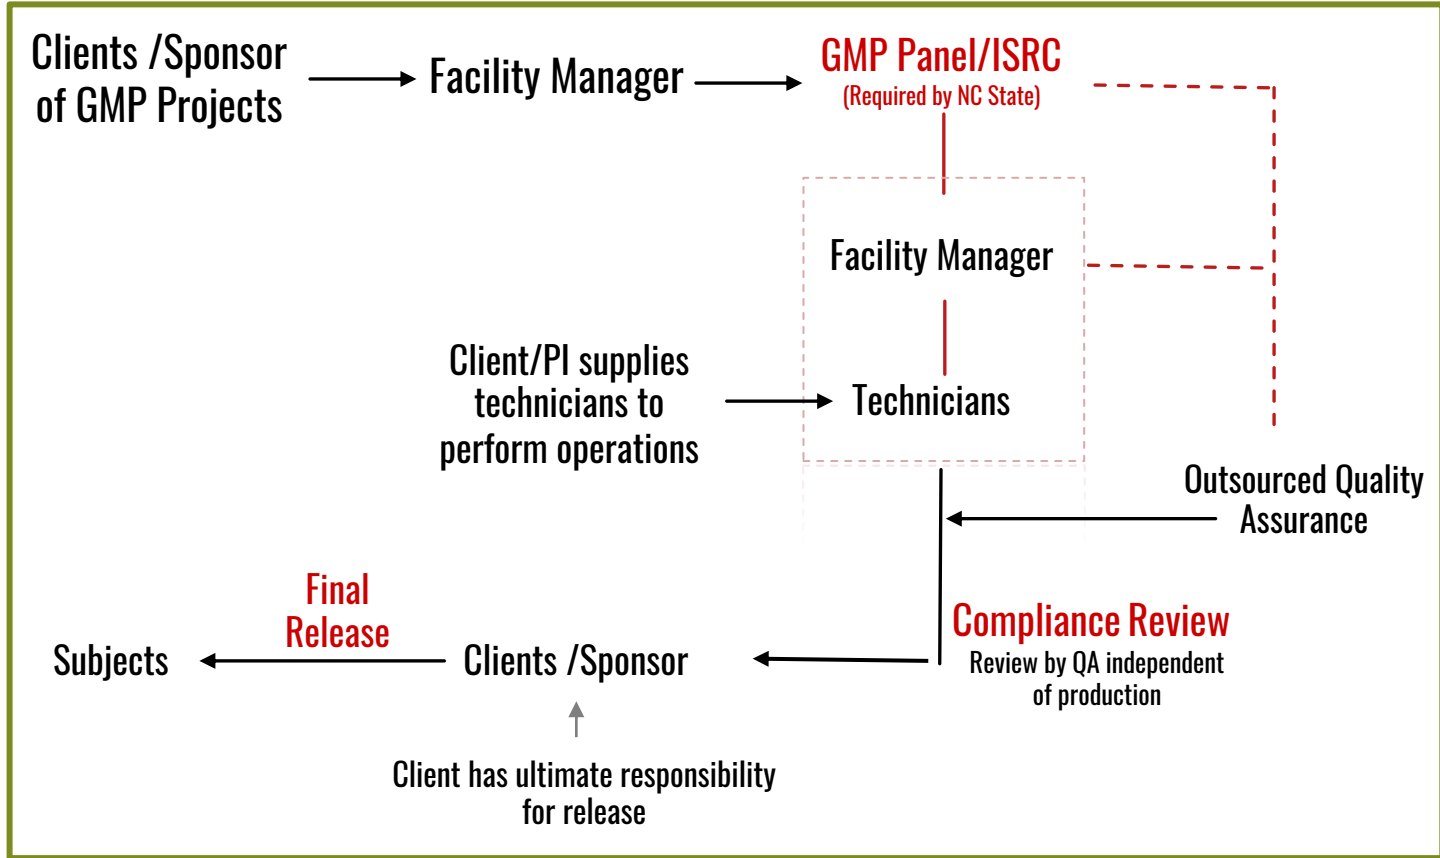 Clients /Sponsor
of GMP Projects
Facility Manager
GMP Panel/ISRC
(Required by NC State)
Facility Manager
Client/PI supplies
technicians to
perform operations
Technicians
Outsourced Quality
Assurance
Compliance Review
Review by QA independent
of production
Final
Release
Subjects
Clients /Sponsor
Client has ultimate responsibility
for release